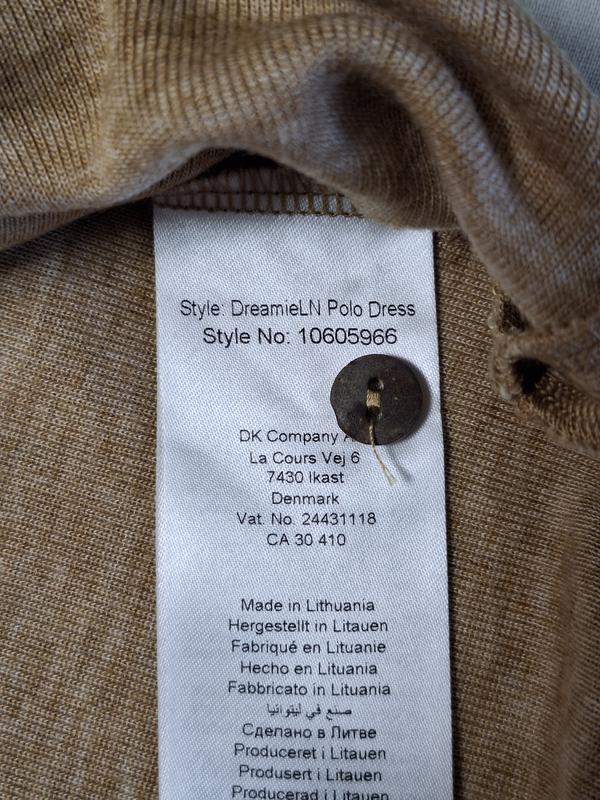 Style: DreamieLN Polo Dress
Style No: 10605966
DK Company
La Cours Vej 6
7430 Ikast
Denmark
Vat. No. 24431118
CA 30 410
Made in Lithuania
Hergestellt in Litauen
Fabriqué en Lituanie
Hecho en Lituania
Fabbricato in Lituania
صنع في ليتوانيا
Сделано в Литве
Produceret i Litauen
Produsert i Litauen
Producerad i Litauen